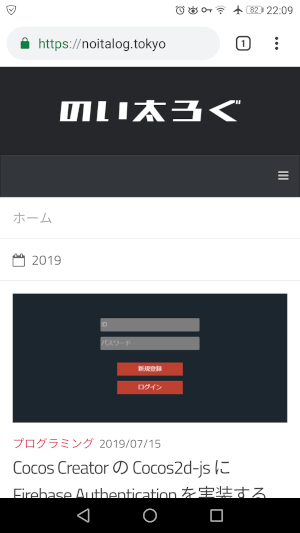 82 22:09
https://noitalog.tokyo 1
のい太ろぐ
ホーム
2019
ID
パスワード
新規登録
ログイン
プログラミング 2019/07/15
Cocos Creator の Cocos2d-js に
Firebase Authentication を実装する